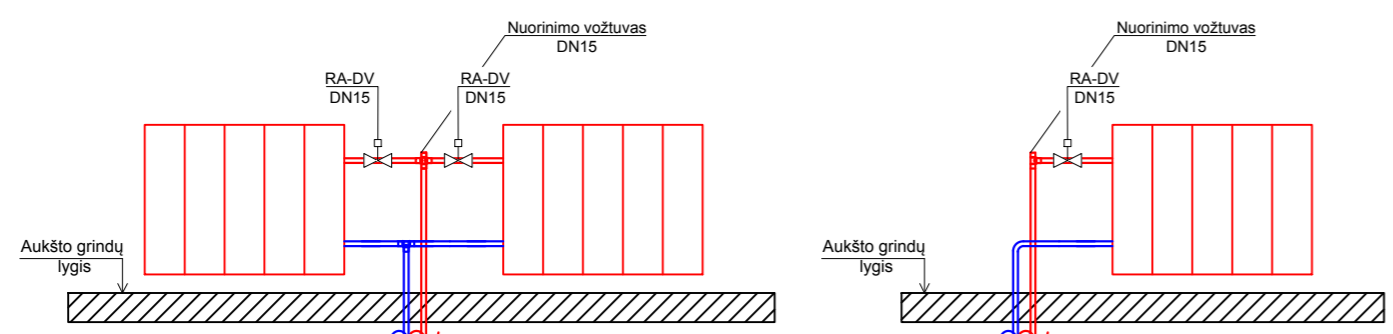 Nuorinimo vožtuvas
DN15
RA-DV
DN15
RA-DV
DN15
Aukšto grindų
lygis
Nuorinimo vožtuvas
DN15
RA-DV
DN15
Aukšto grindų
lygis